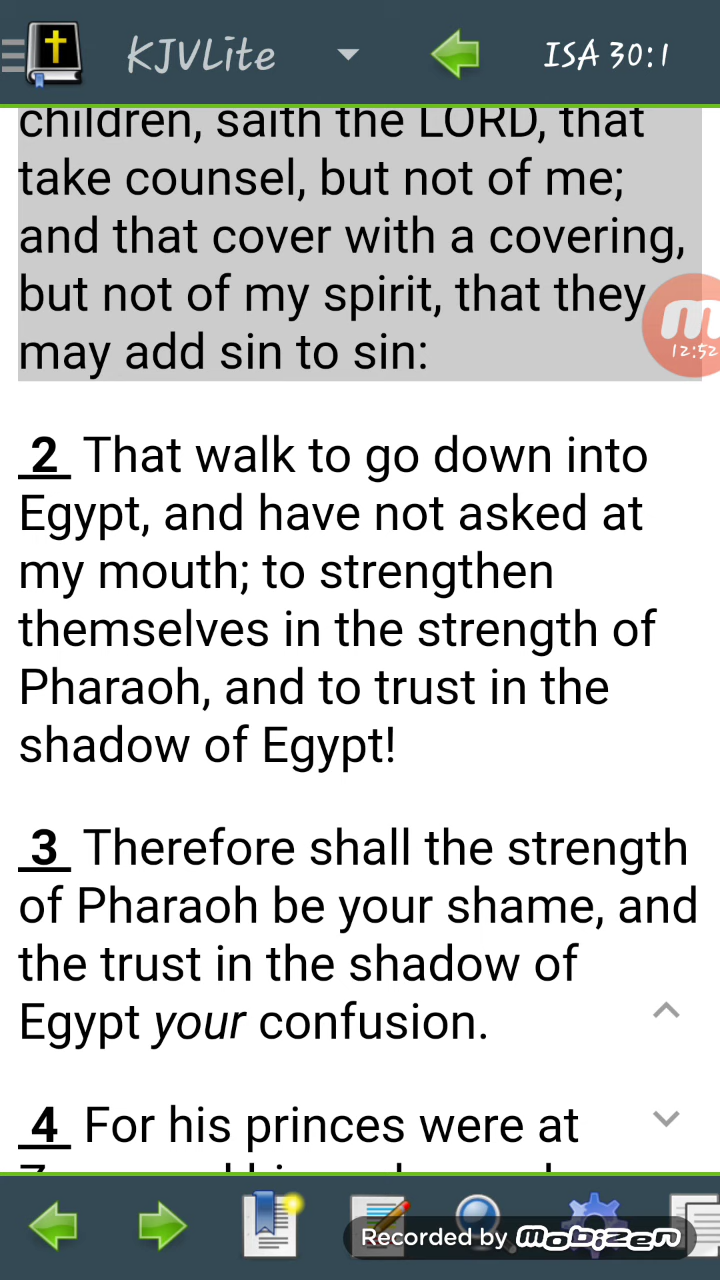 KJVLite
ISA 30:1
children, saith the LORD, that
take counsel, but not of me;
and that cover with a covering,
but not of my spirit, that they
may add sin to sin:
12:52
2 That walk to go down into
Egypt, and have not asked at
my mouth; to strengthen
themselves in the strength of
Pharaoh, and to trust in the
shadow of Egypt!
3 Therefore shall the strength
of Pharaoh be your shame, and
the trust in the shadow of
Egypt your confusion.
4 For his princes were at
Recorded by mobizen